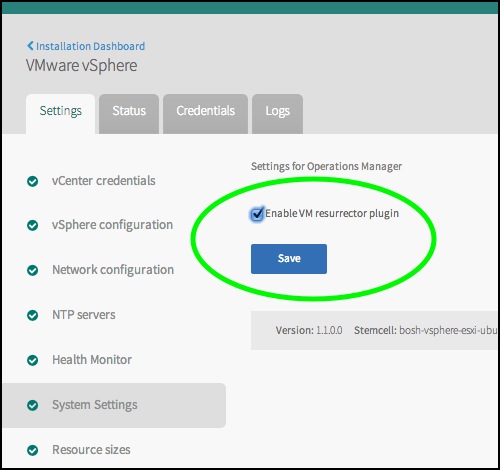 Installation Dashboard
VMware vSphere
Settings Status Credentials Logs
vCenter credentials
vSphere configuration
Network configuration
NTP servers
Health Monitor
System Settings
Resource sizes
Settings for Operations Manager
Enable VM resurrector plugin
Save
Version: 1.1.0.0 Stemcell: bosh-vsphere-esxi-ubu